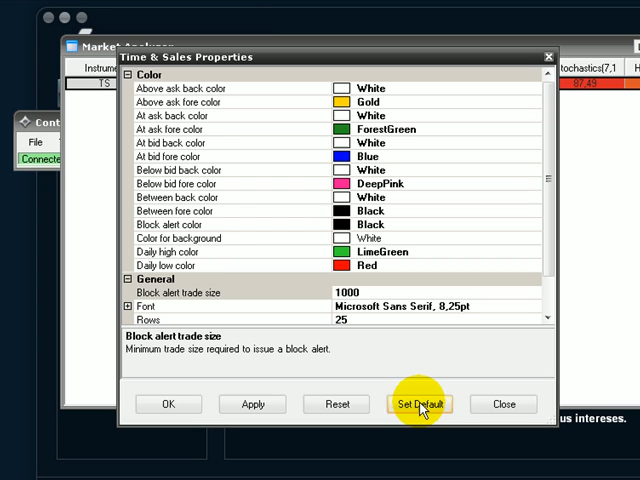 Market Analyzer
Time & Sales Properties
Instrume
tochastics(7,1
H
TS
87,49
Color
Above ask back color White
Above ask fore color Gold
At ask back color White
At ask fore color ForestGreen
At bid back color White
At bid fore color Blue
Below bid back color White
Below bid fore color DeepPink
Between back color White
Between fore color Black
Block alert color Black
Color for background White
Daily high color LimeGreen
Daily low color Red
General
Block alert trade size 1000
Font Microsoft Sans Serif, 8,25pt
Rows 25
Block alert trade size
Minimum trade size required to issue a block alert.
OK Apply Reset Set Default Close
Cont
File
Connecte
us intereses.